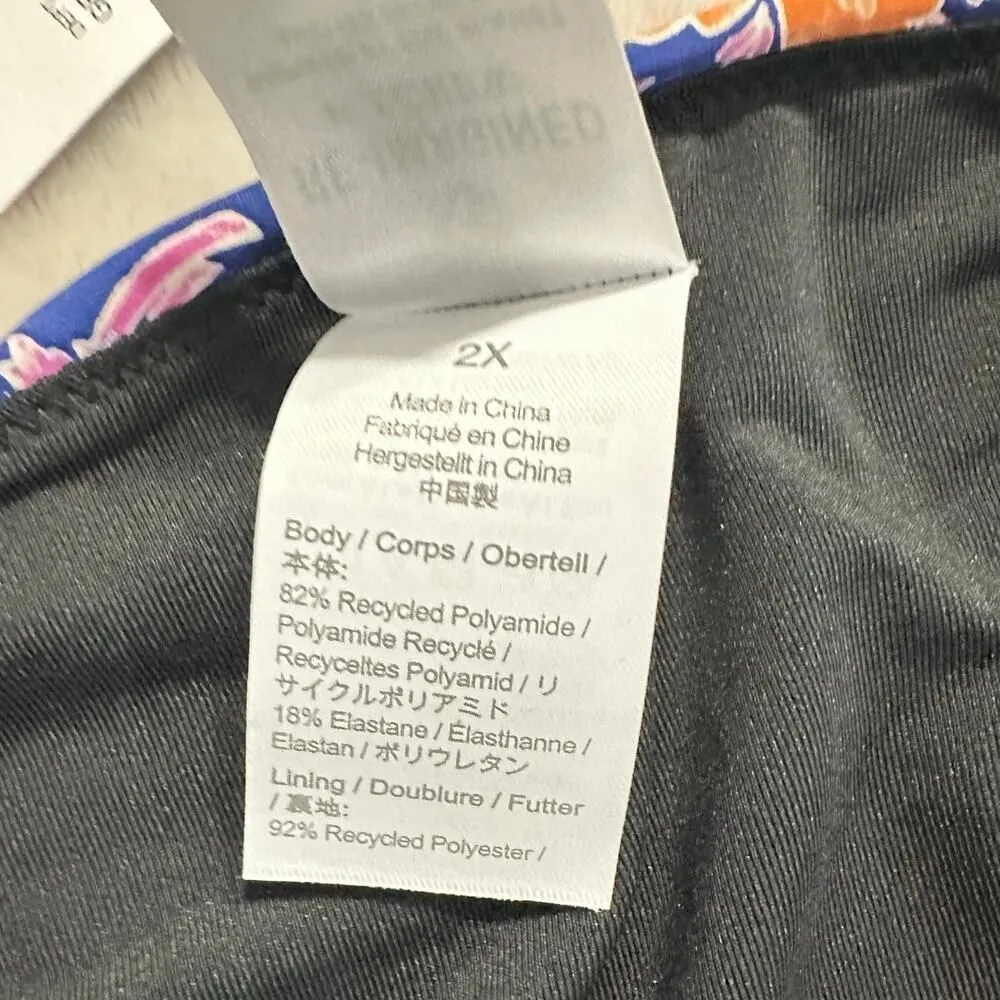 RE-IMAGINED
2X
Made in China
Fabriqué en Chine
Hergestellt in China
中国製
Body / Corps / Oberteil /
本体:
82% Recycled Polyamide /
Polyamide Recyclé /
Recyceltes Polyamid / リ
サイクルポリアミド
18% Elastane / Élasthanne /
Elastan / ポリウレタン
Lining / Doublure / Futter
/ 裏地:
92% Recycled Polyester /